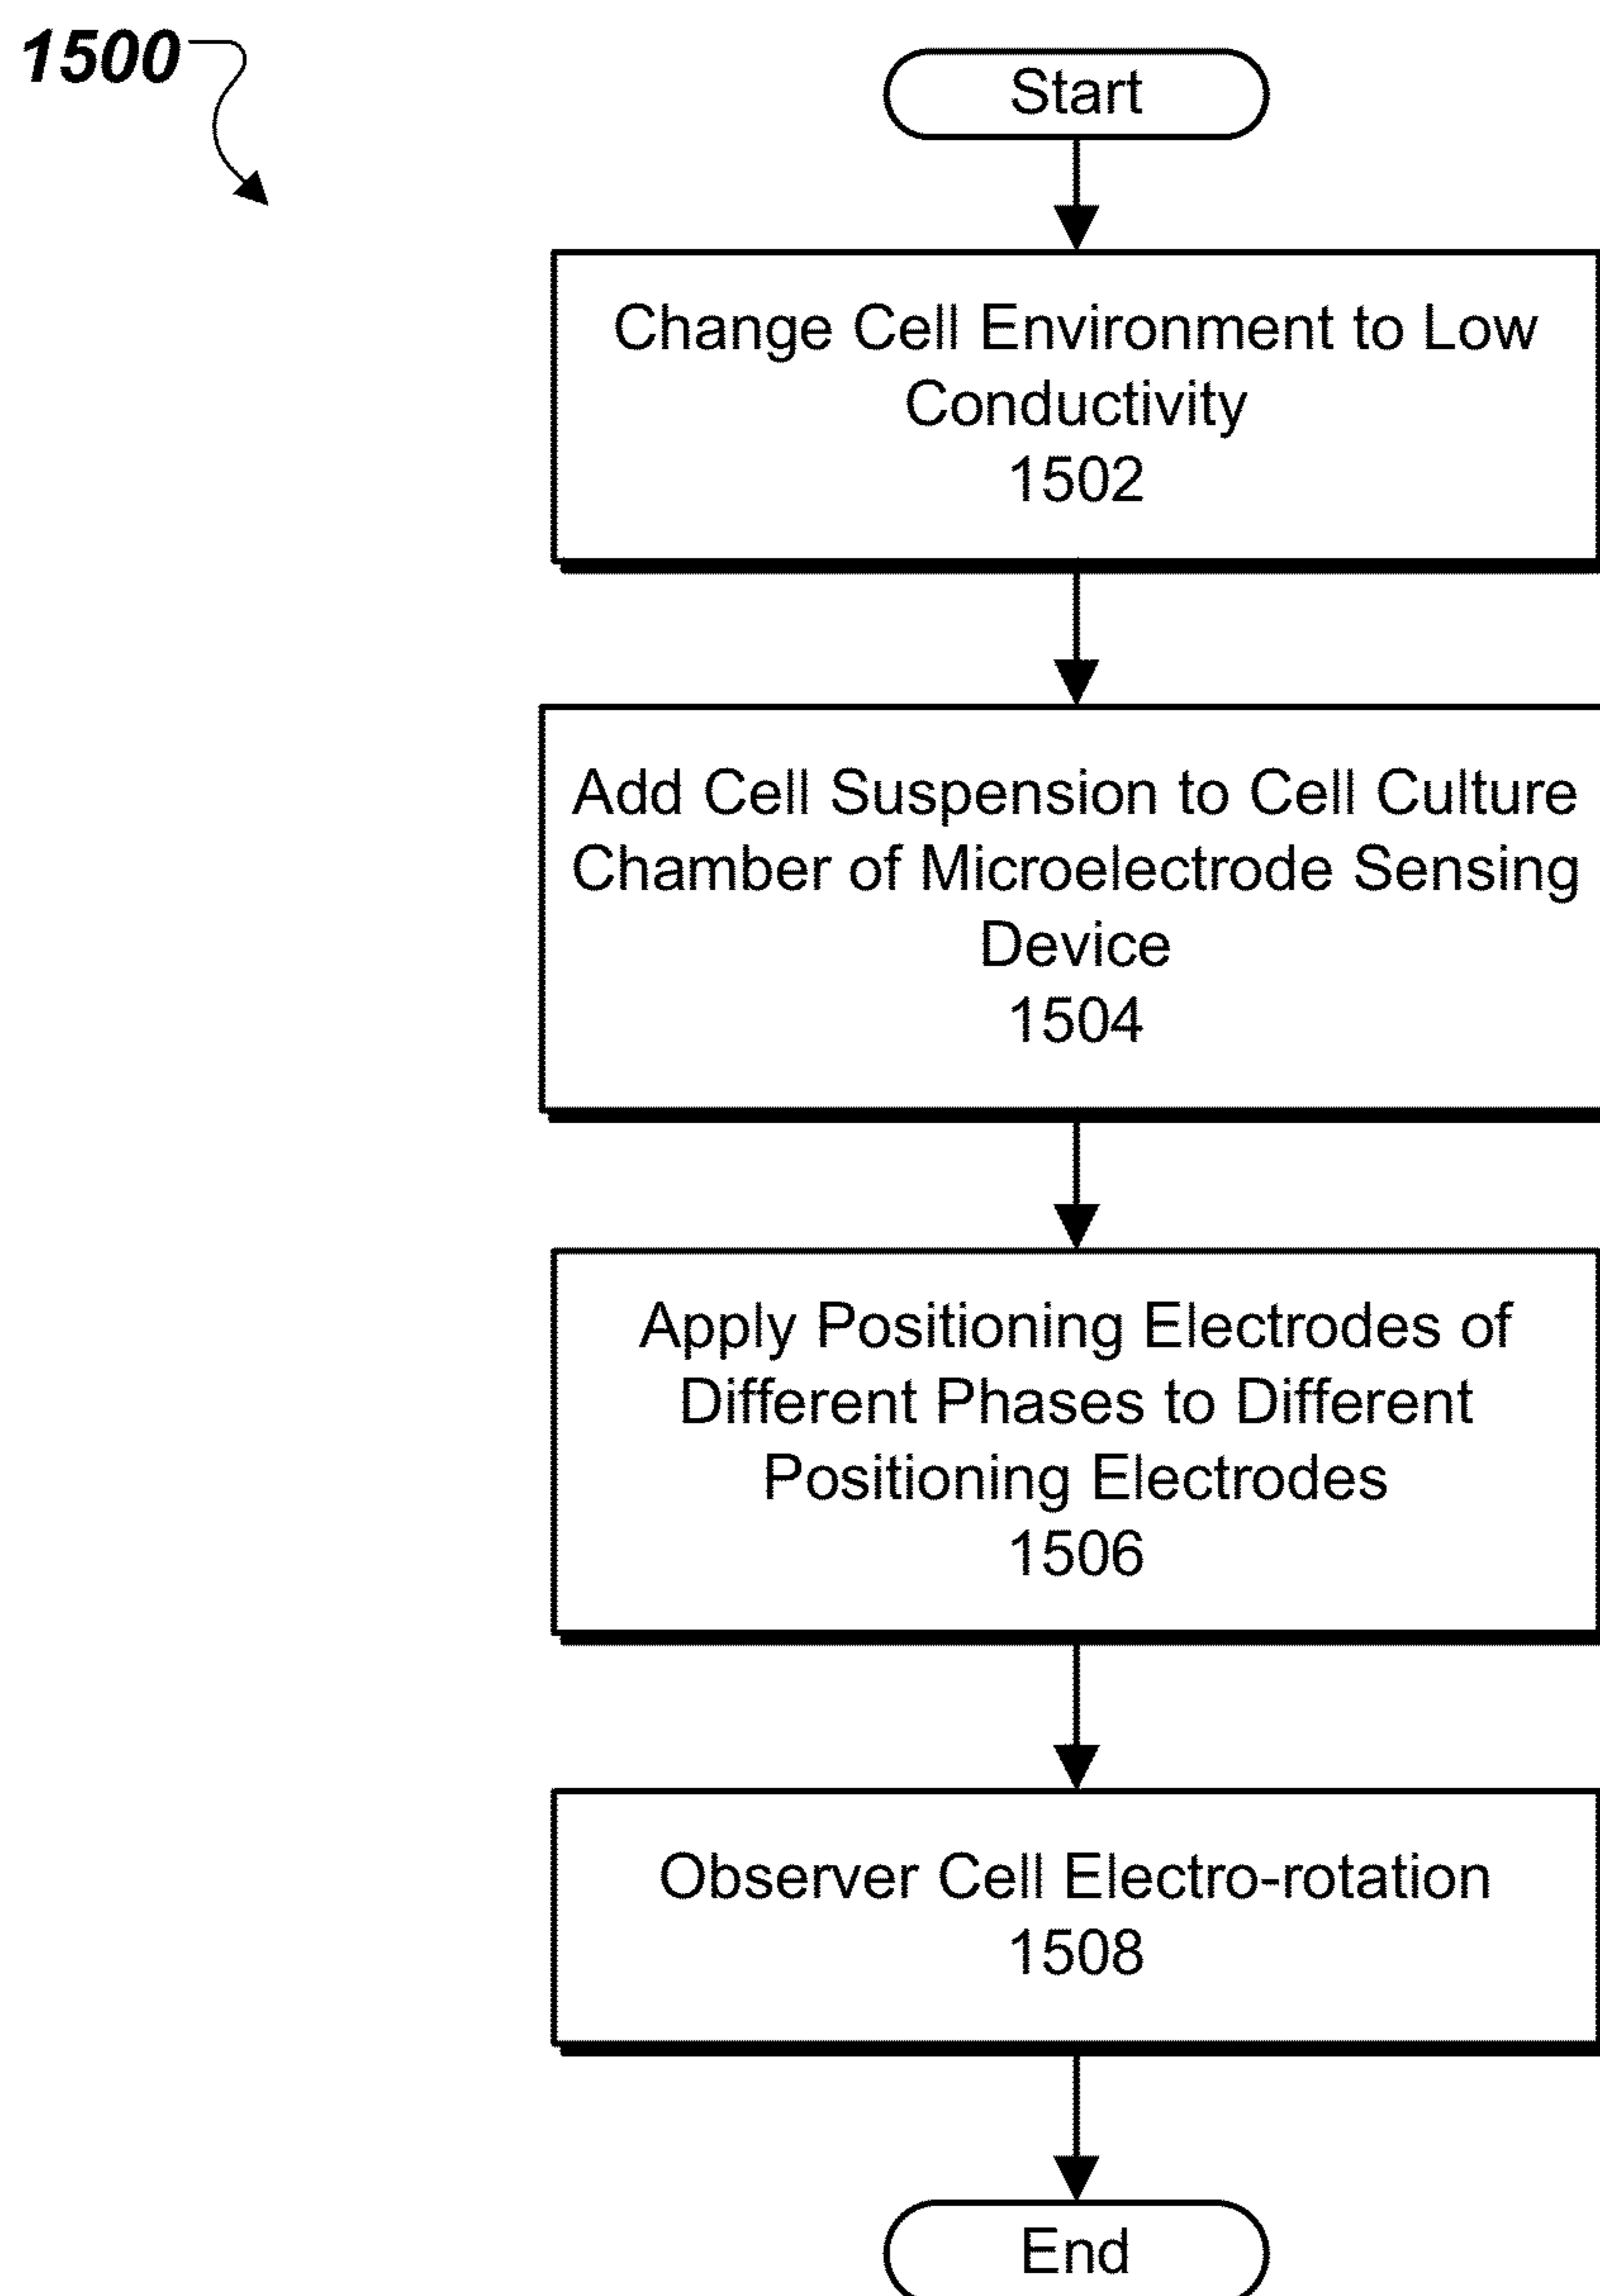 1500
Start
Change Cell Environment to Low
Conductivity
1502
Add Cell Suspension to Cell Culture
Chamber of Microelectrode Sensing
Device
1504
Apply Positioning Electrodes of
Different Phases to Different
Positioning Electrodes
1506
Observer Cell Electro-rotation
1508
End